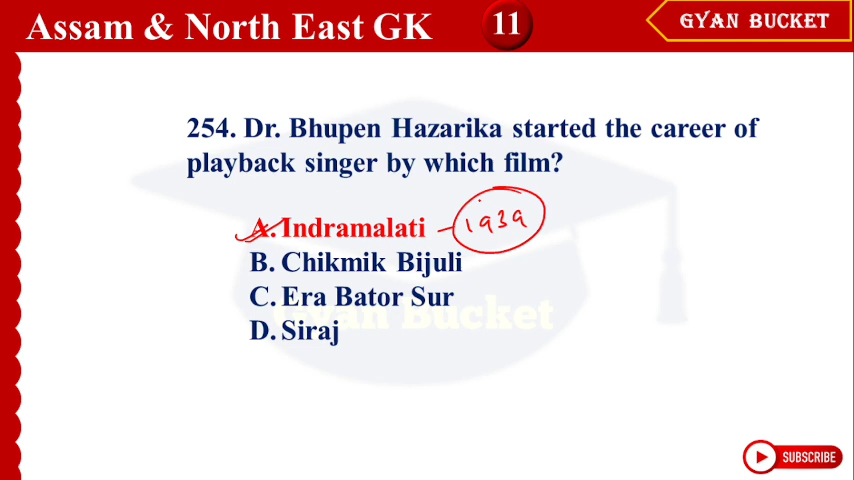 Assam & North East GK
11
GYAN BUCKET
254. Dr. Bhupen Hazarika started the career of
playback singer by which film?
A. Indramalati - 1939
B. Chikmik Bijuli
C. Era Bator Sur
D. Siraj
Gyan Bucket
SUBSCRIBE